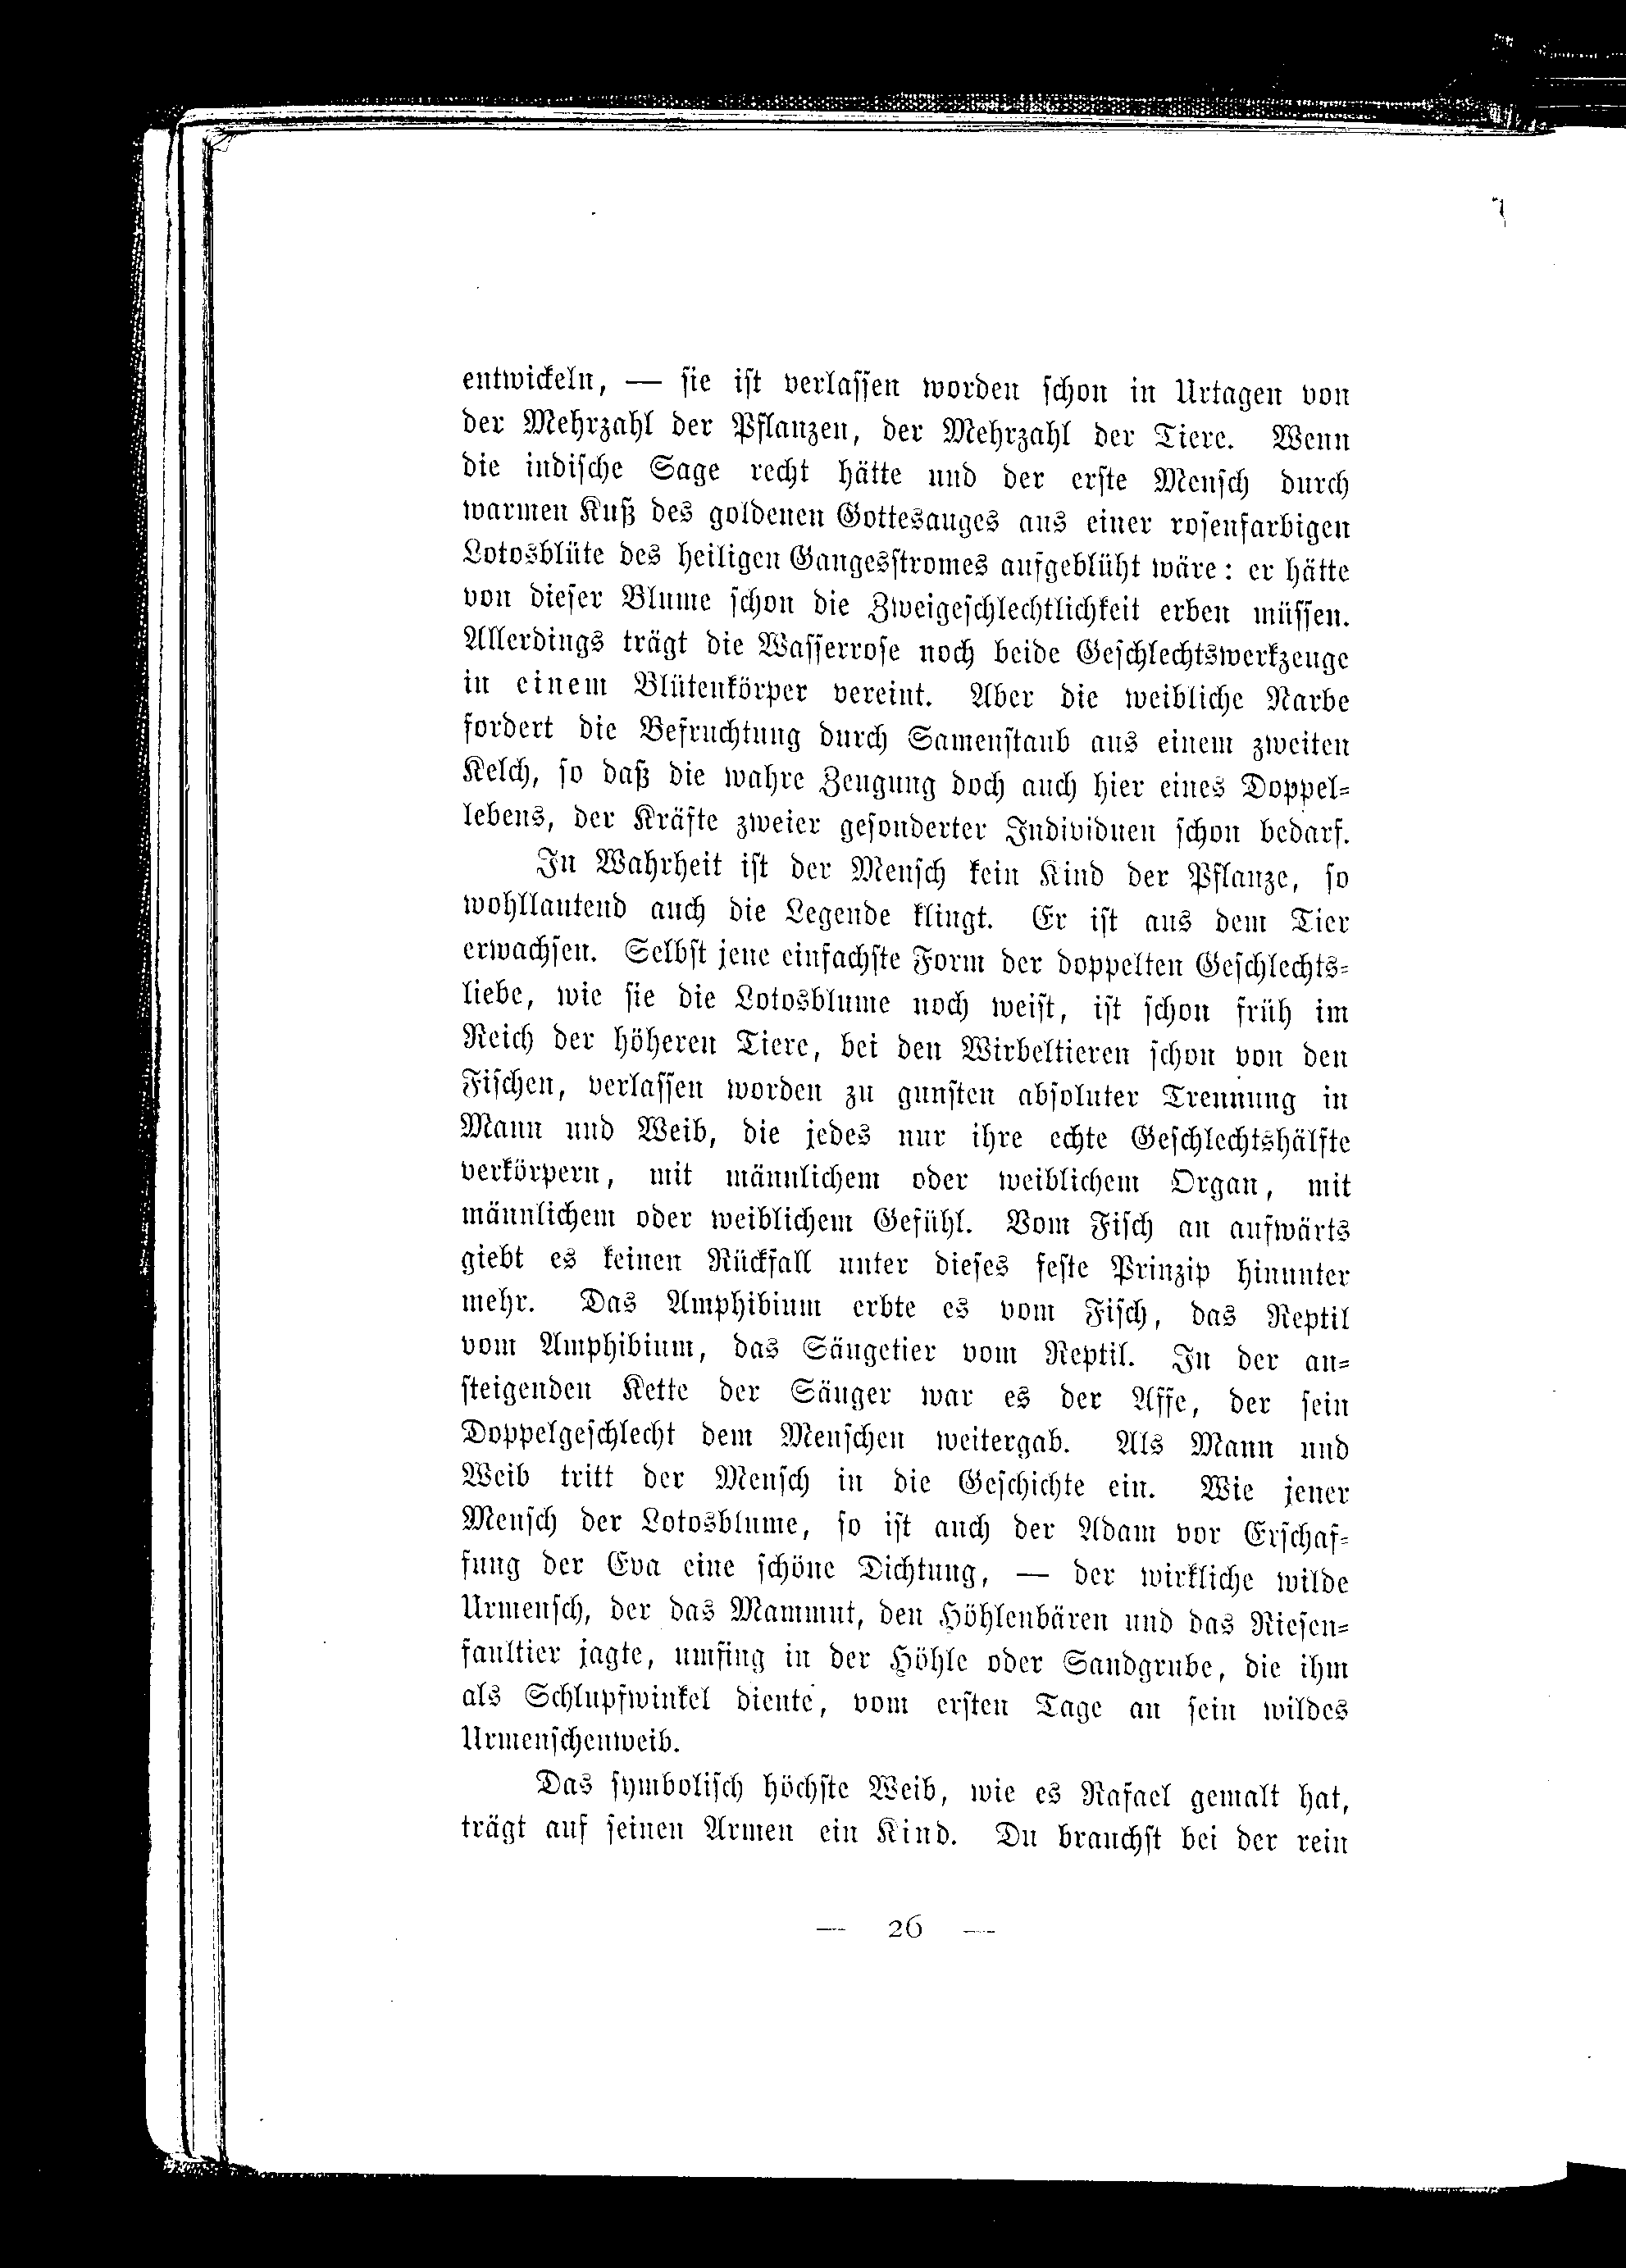 entwickeln, — sie ist verlassen worden schon in Urtagen von
der Mehrzahl der Pflanzen, der Mehrzahl der Tiere. Wenn
die indische Sage recht hätte und der erste Mensch durch
warmen Kuß des goldenen Gottesauges aus einer rosenfarbigen
Lotosblüte des heiligen Gangesstromes aufgeblüht wäre: er hätte
von dieser Blume schon die Zweigeschlechtlichkeit erben müssen.
Allerdings trägt die Wasserrose noch beide Geschlechtswerkzeuge
in einem Blütenkörper vereint. Aber die weibliche Narbe
fordert die Befruchtung durch Samenstaub aus einem zweiten
Kelch, so daß die wahre Zeugung doch auch hier eines Doppel-
lebens, der Kräfte zweier gesonderter Individuen schon bedarf.
In Wahrheit ist der Mensch kein Kind der Pflanze, so
wohllautend auch die Legende klingt. Er ist aus dem Tier
erwachsen. Selbst jene einfachste Form der doppelten Geschlechts-
liebe, wie sie die Lotosblume noch weist, ist schon früh im
Reich der höheren Tiere, bei den Wirbeltieren schon von den
Fischen, verlassen worden zu gunsten absoluter Trennung in
Mann und Weib, die jedes nur ihre echte Geschlechtshälfte
verkörpern, mit männlichem oder weiblichem Organ, mit
männlichem oder weiblichem Gefühl. Vom Fisch an aufwärts
giebt es keinen Rückfall unter dieses feste Prinzip hinunter
mehr. Das Amphibium erbte es vom Fisch, das Reptil
vom Amphibium, das Säugetier vom Reptil. In der an-
steigenden Kette der Säuger war es der Affe, der sein
Doppelgeschlecht dem Menschen weitergab. Als Mann und
Weib tritt der Mensch in die Geschichte ein. Wie jener
Mensch der Lotosblume, so ist auch der Adam vor Erschaf-
fung der Eva eine schöne Dichtung, — der wirkliche wilde
Urmensch, der das Mammut, den Höhlenbären und das Riesen-
faultier jagte, umfing in der Höhle oder Sandgrube, die ihm
als Schlupfwinkel diente, vom ersten Tage an sein wildes
Urmenschenweib.
Das symbolisch höchste Weib, wie es Rafael gemalt hat,
trägt auf seinen Armen ein Kind. Du brauchst bei der rein
— 26 —